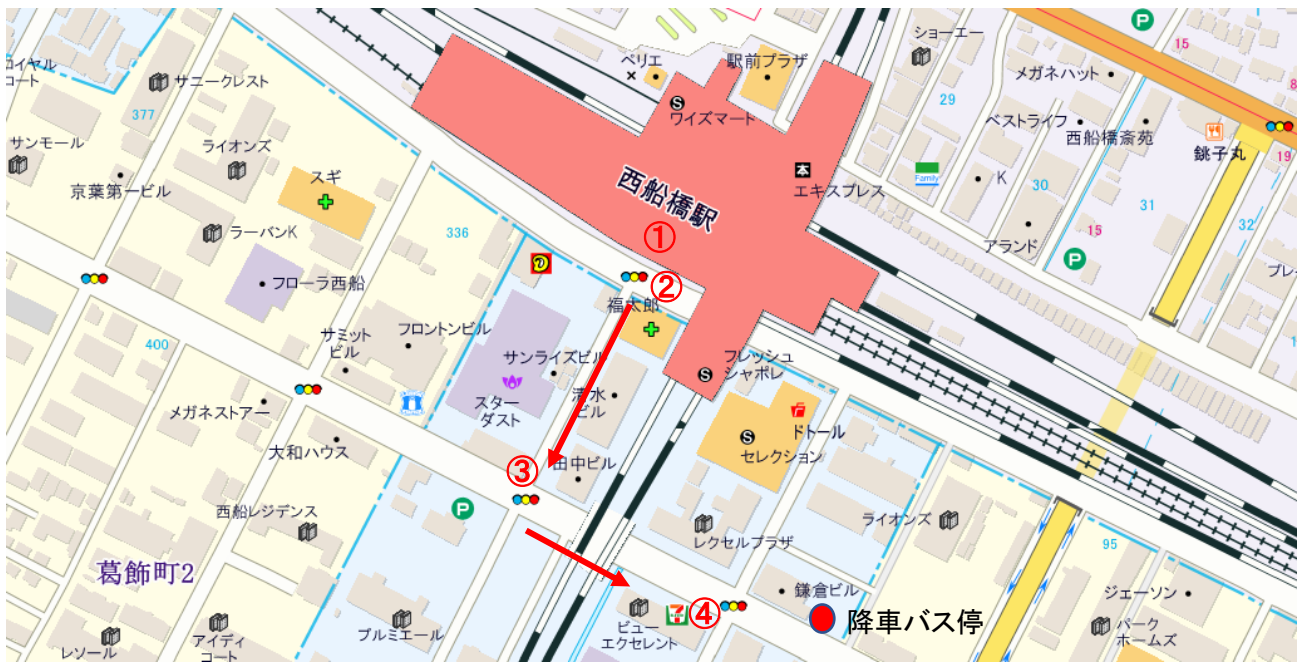 ロイヤル
コート
サニークレスト
377
サンモール
京葉第一ビル
ライオンズ
スギ
ラーバンK
フローラ西船
336
400
サミット
ビル
フロントンビル
メガネストアー
大和ハウス
西船レジデンス
葛飾町2
レソール
アイディ
コート
プルミエール
ペリエ
駅前プラザ
S
ワイズマート
西船橋駅
本
エキスプレス
①
②
福太郎
サンライズビル
スター
ダスト
清水
ビル
田中ビル
③
P
フレッシュ
シャポレ
S
ドトール
S
セレクション
レクセルプラザ
ライオンズ
鎌倉ビル
ビュー
エクセレント
7
④
降車バス停
95
ジェーソン
パーク
ホームズ
ショーエー
29
メガネハット
ベストライフ
西船橋斎苑
Family
K
30
アランド
15
P
31
32
P
15
銚子丸
19
8
プレ
1